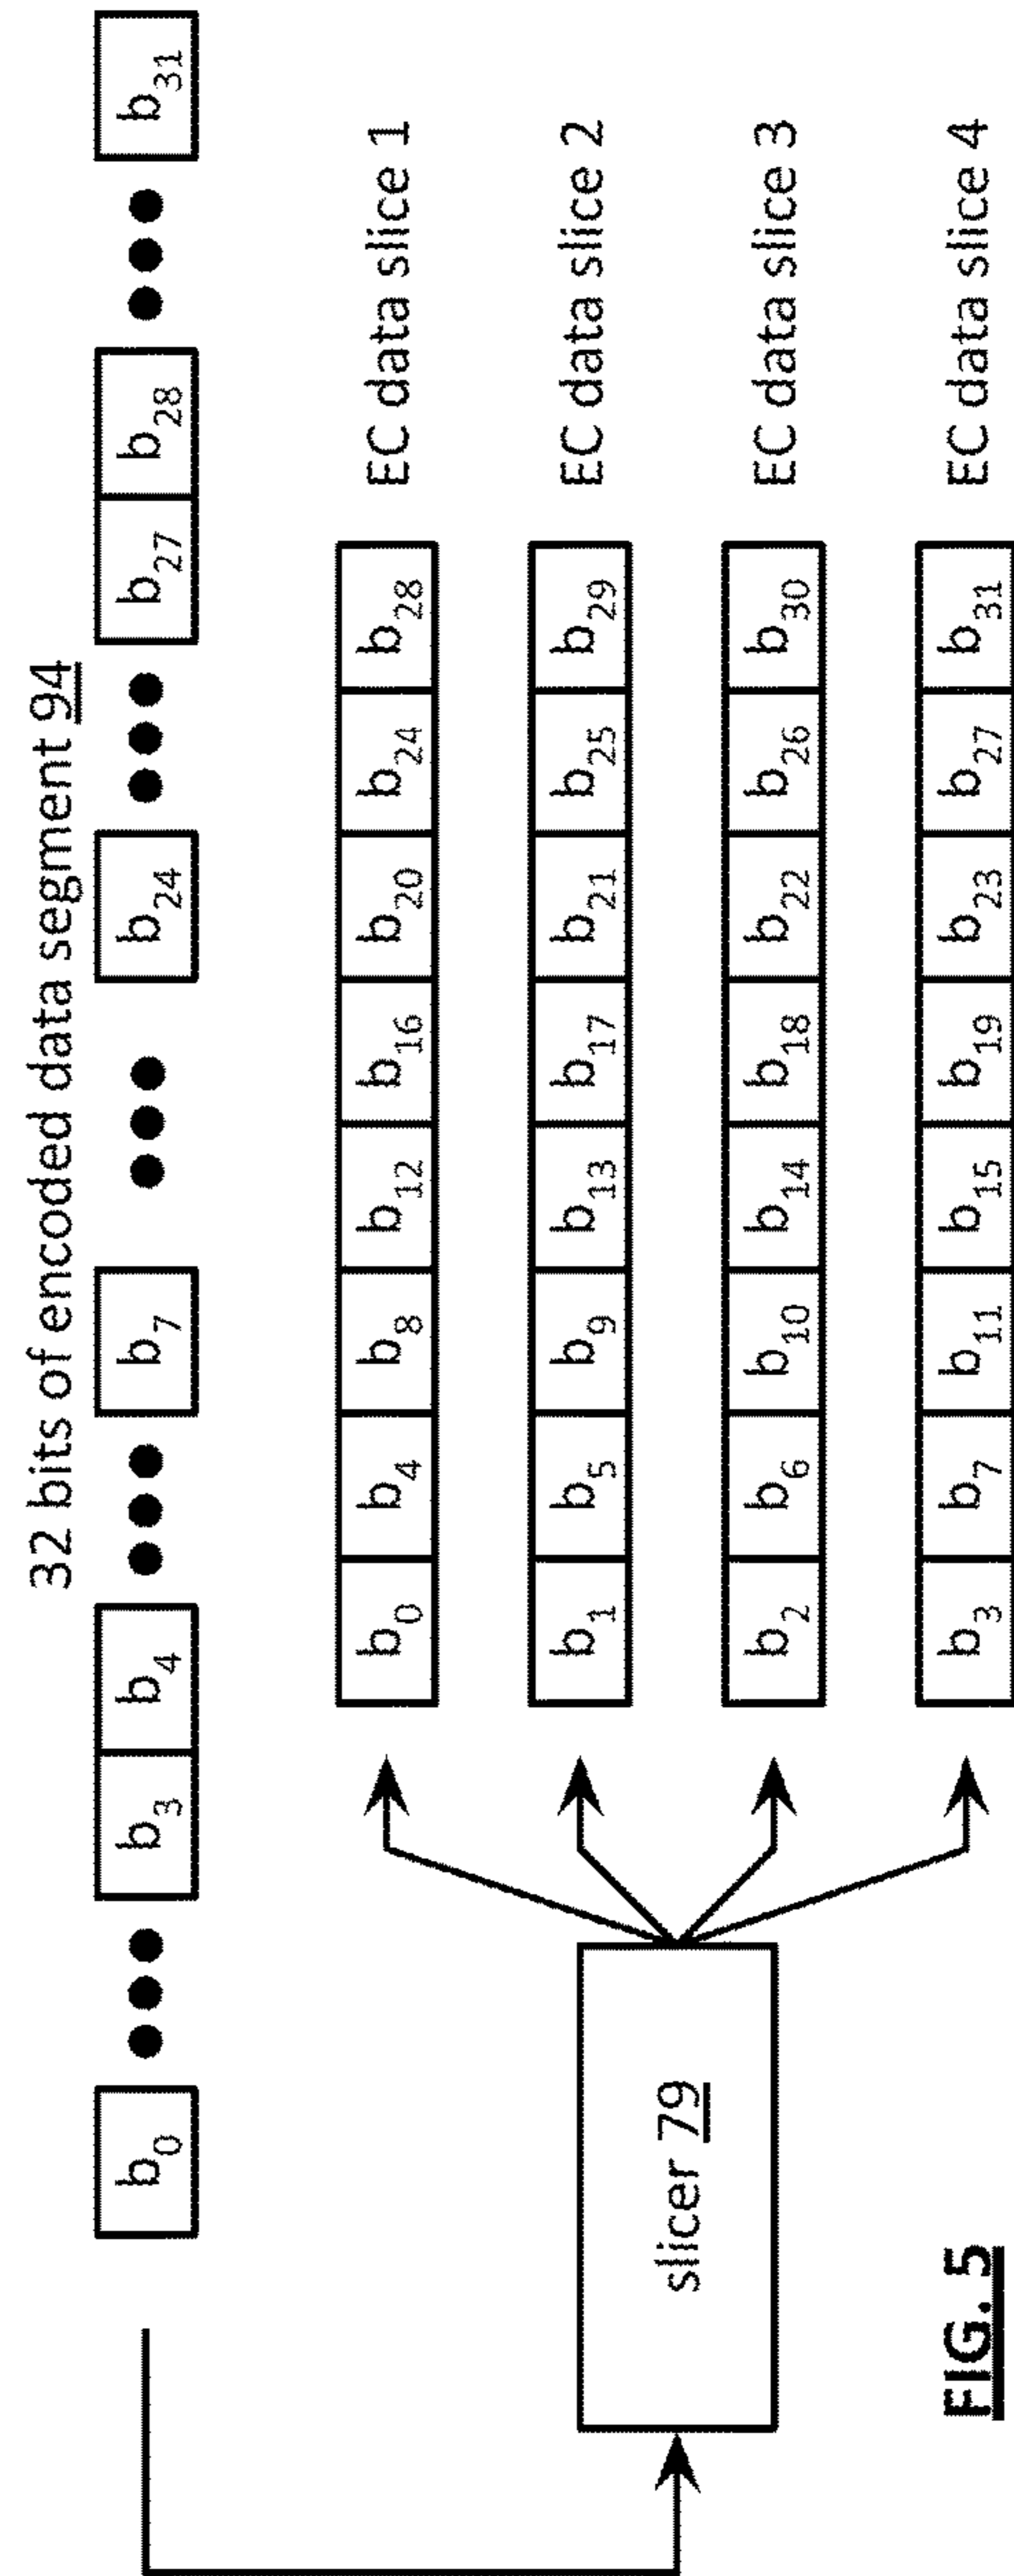 32 bits of encoded data segment 94
b0 ●●● b3 b4 ●●● b7 ●●● b24 ●●● b27 b28 ●●● b31
b0 b4 b8 b12 b16 b20 b24 b28 EC data slice 1
b1 b5 b9 b13 b17 b21 b25 b29 EC data slice 2
slicer 79
b2 b6 b10 b14 b18 b22 b26 b30 EC data slice 3
b3 b7 b11 b15 b19 b23 b27 b31 EC data slice 4
FIG. 5